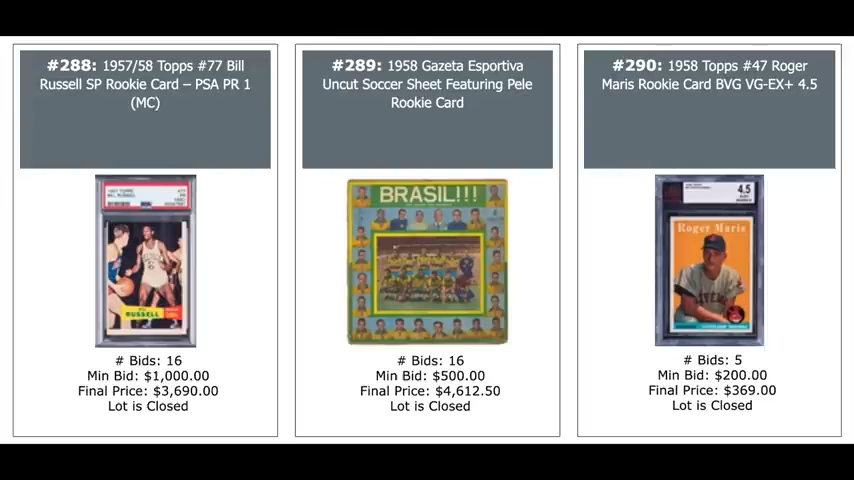 #288: 1957/58 Topps #77 Bill
Russell SP Rookie Card – PSA PR 1
(MC)
RUSSELL
# Bids: 16
Min Bid: $1,000.00
Final Price: $3,690.00
Lot is Closed
#289: 1958 Gazeta Esportiva
Uncut Soccer Sheet Featuring Pele
Rookie Card
BRASIL!!!
# Bids: 16
Min Bid: $500.00
Final Price: $4,612.50
Lot is Closed
#290: 1958 Topps #47 Roger
Maris Rookie Card BVG VG-EX+ 4.5
4.5
Roger Maris
# Bids: 5
Min Bid: $200.00
Final Price: $369.00
Lot is Closed